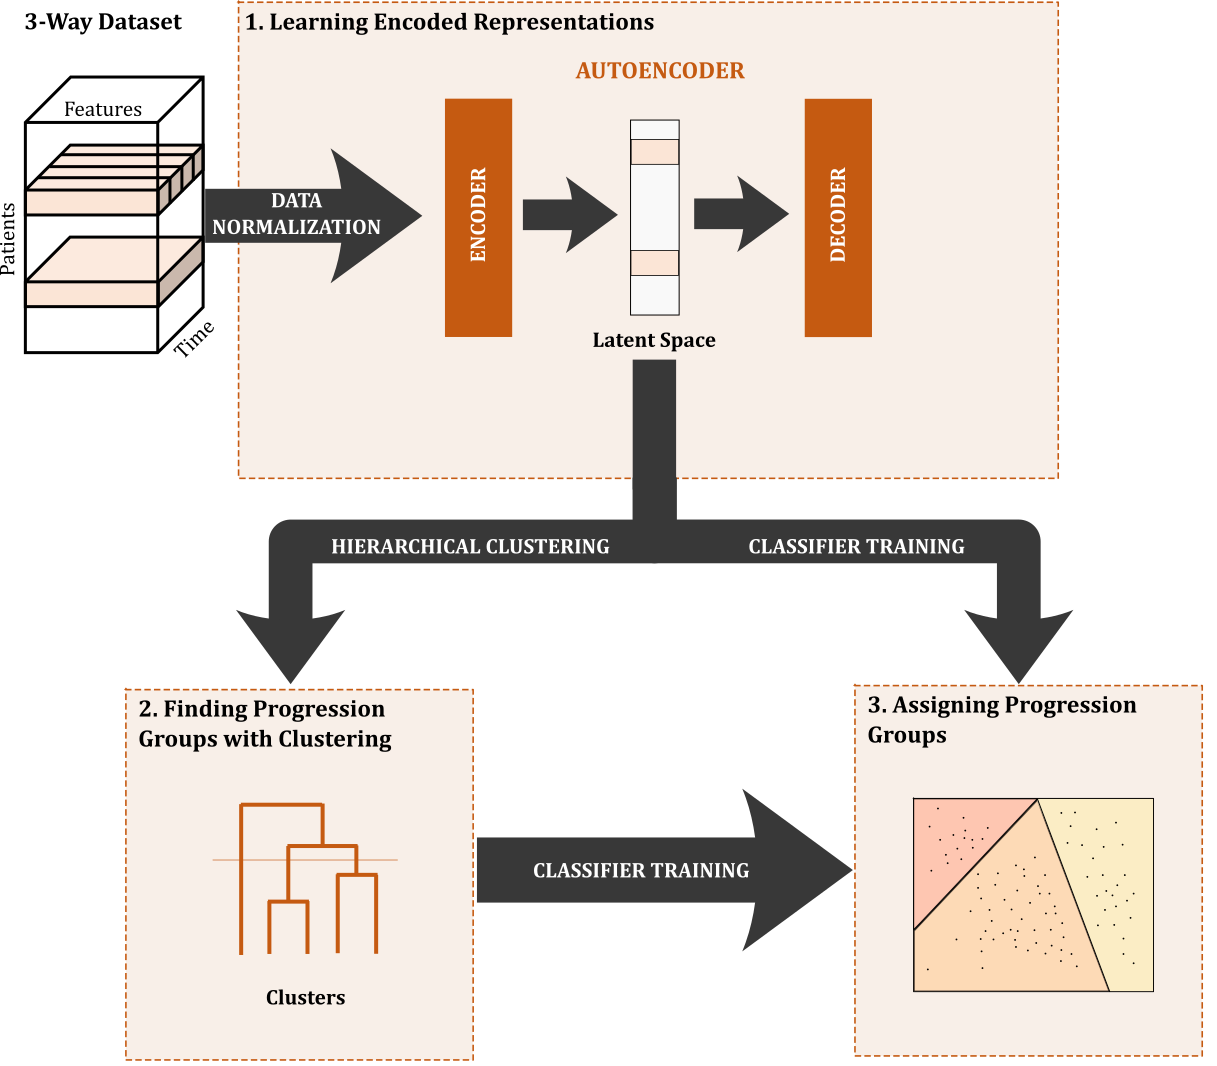 3-Way Dataset
1. Learning Encoded Representations
AUTOENCODER
Features
Patients
Time
DATA
NORMALIZATION
ENCODER
DECODER
Latent Space
HIERARCHICAL CLUSTERING
CLASSIFIER TRAINING
2. Finding Progression
Groups with Clustering
Clusters
CLASSIFIER TRAINING
3. Assigning Progression
Groups